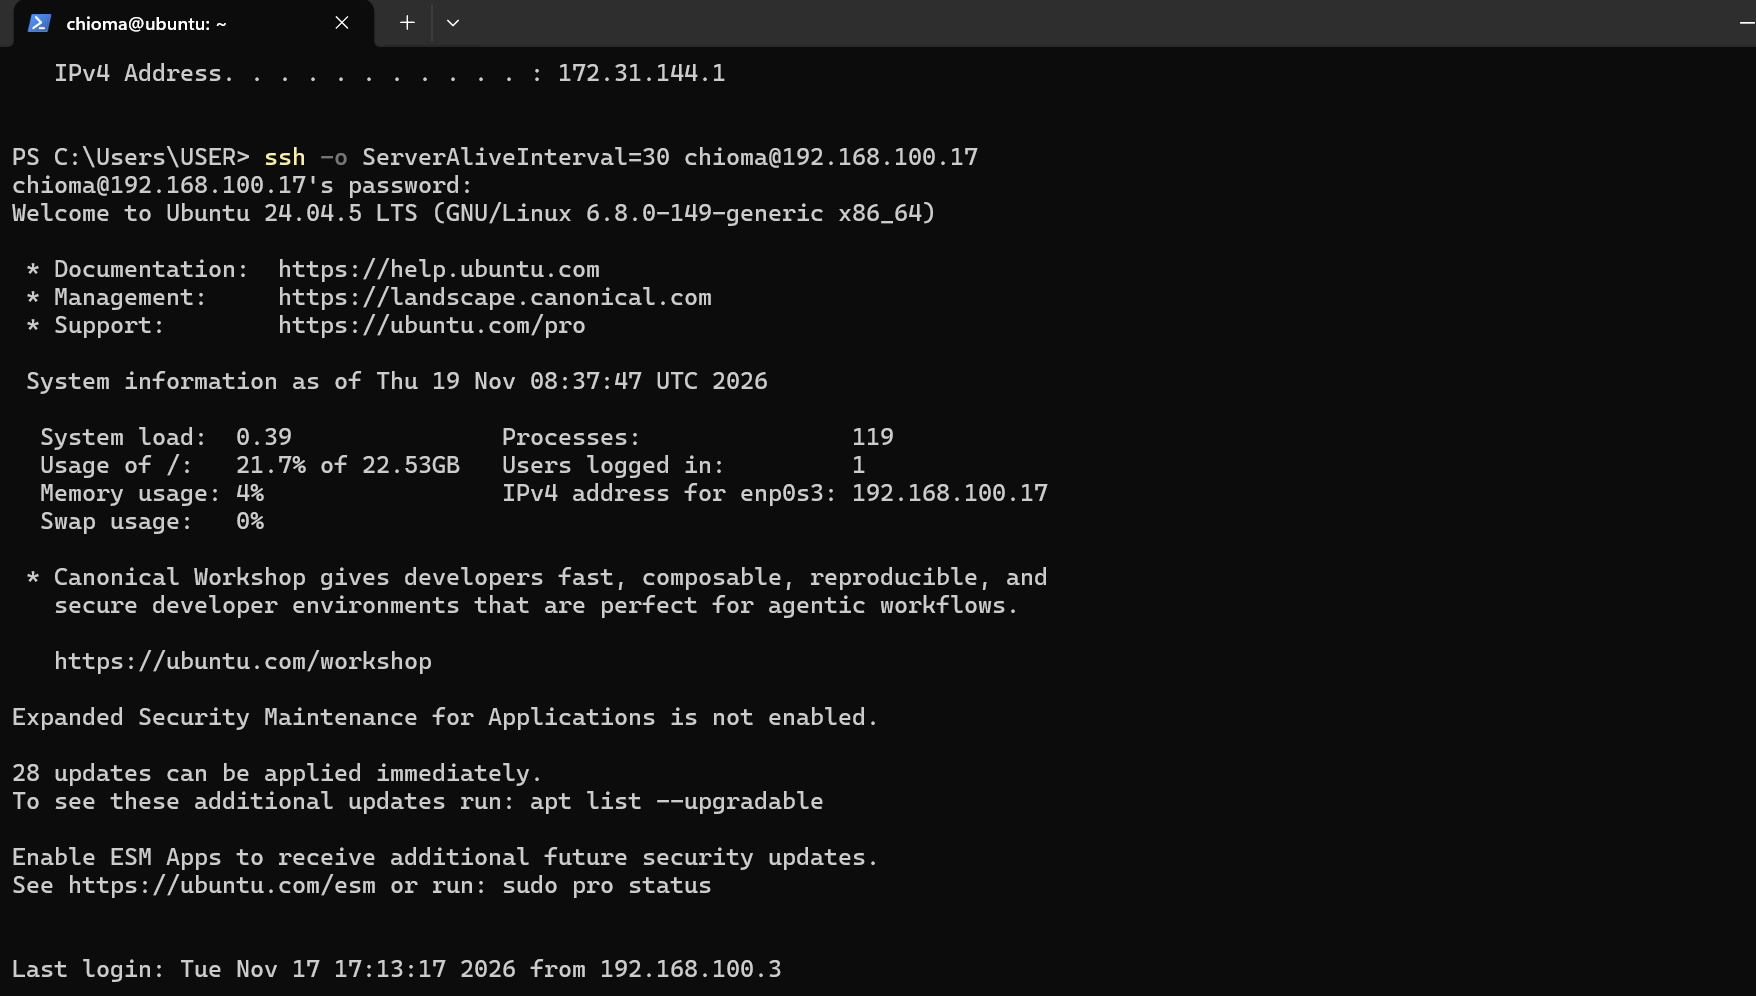 chioma@ubuntu: ~
IPv4 Address. . . . . . . . . . . : 172.31.144.1
PS C:\Users\USER> ssh -o ServerAliveInterval=30 chioma@192.168.100.17
chioma@192.168.100.17's password:
Welcome to Ubuntu 24.04.5 LTS (GNU/Linux 6.8.0-149-generic x86_64)
* Documentation:  https://help.ubuntu.com
* Management:     https://landscape.canonical.com
* Support:        https://ubuntu.com/pro
System information as of Thu 19 Nov 08:37:47 UTC 2026
System load:  0.39               Processes:               119
Usage of /:   21.7% of 22.53GB   Users logged in:         1
Memory usage: 4%                 IPv4 address for enp0s3: 192.168.100.17
Swap usage:   0%
* Canonical Workshop gives developers fast, composable, reproducible, and
secure developer environments that are perfect for agentic workflows.
https://ubuntu.com/workshop
Expanded Security Maintenance for Applications is not enabled.
28 updates can be applied immediately.
To see these additional updates run: apt list --upgradable
Enable ESM Apps to receive additional future security updates.
See https://ubuntu.com/esm or run: sudo pro status
Last login: Tue Nov 17 17:13:17 2026 from 192.168.100.3